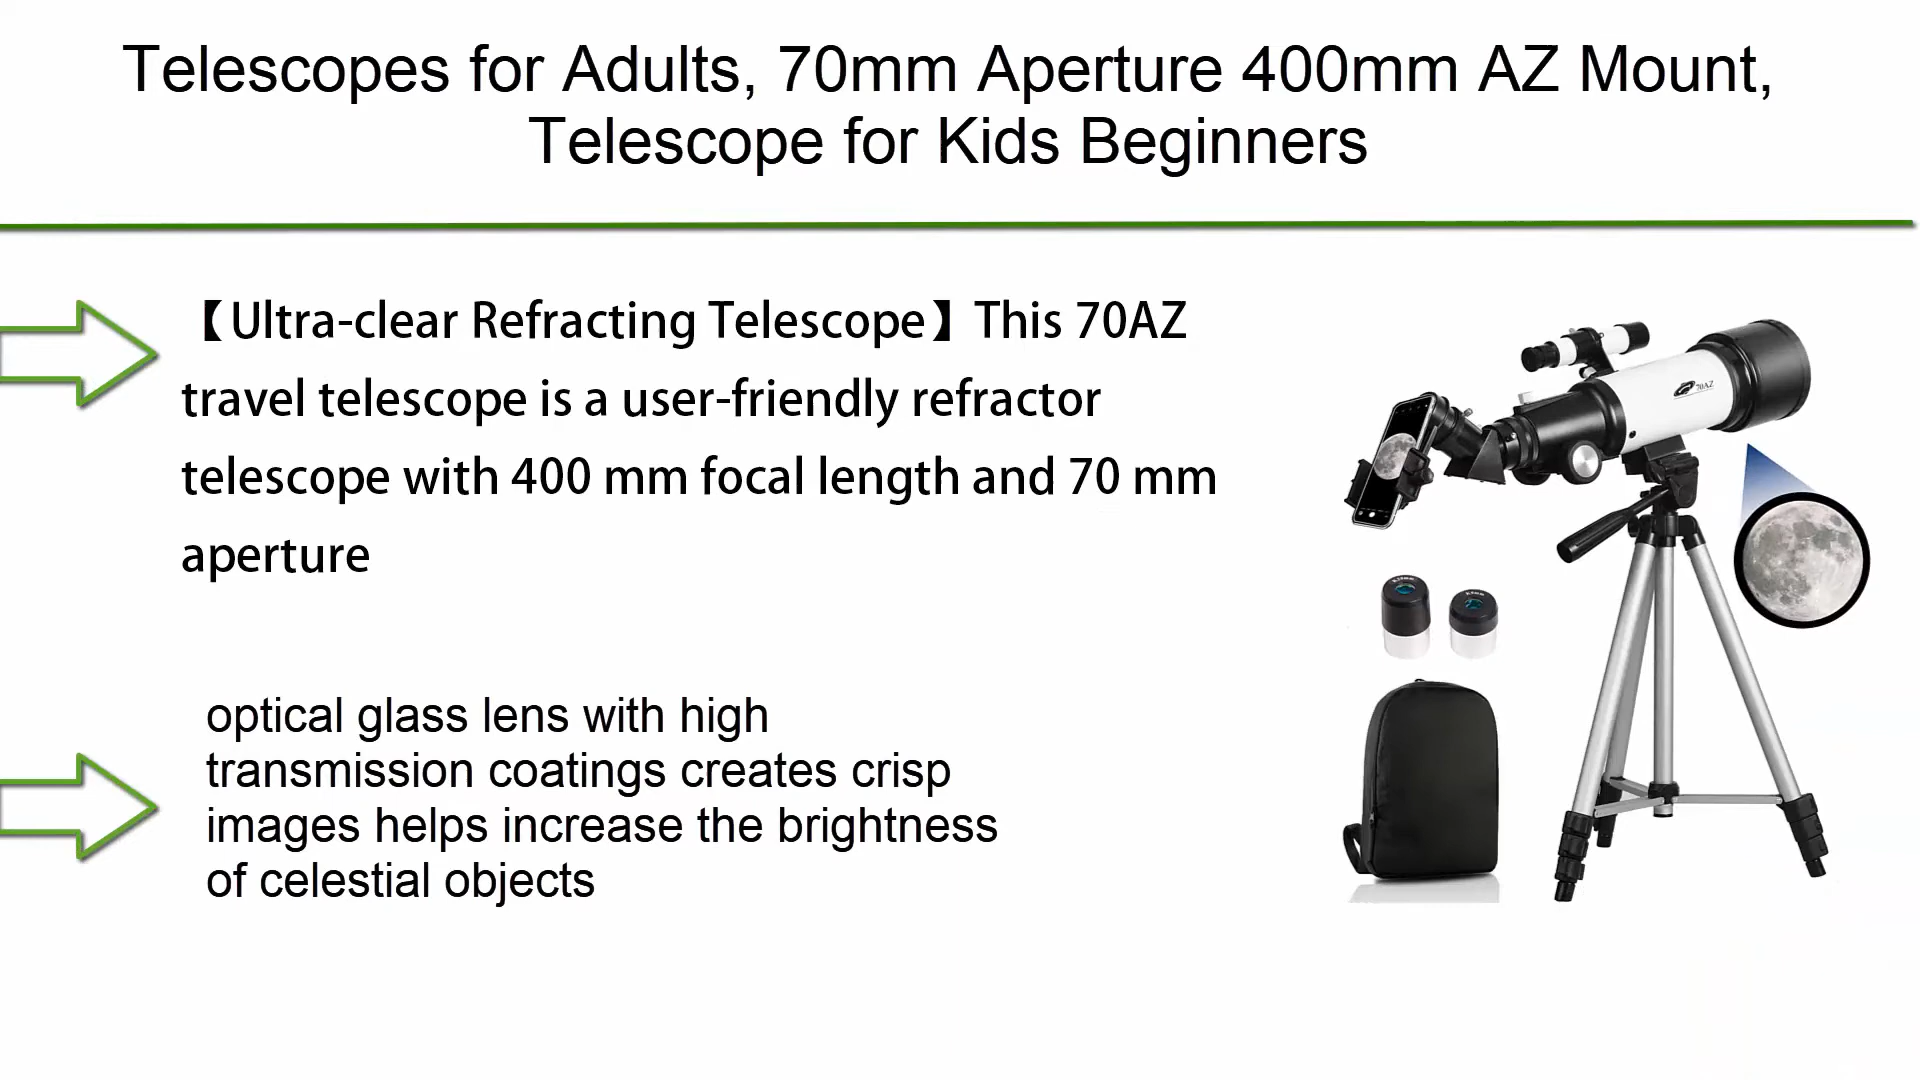 Telescopes for Adults, 70mm Aperture 400mm AZ Mount,
Telescope for Kids Beginners
【Ultra-clear Refracting Telescope】This 70AZ
travel telescope is a user-friendly refractor
telescope with 400 mm focal length and 70 mm
aperture
optical glass lens with high
transmission coatings creates crisp
images helps increase the brightness
of celestial objects
70AZ